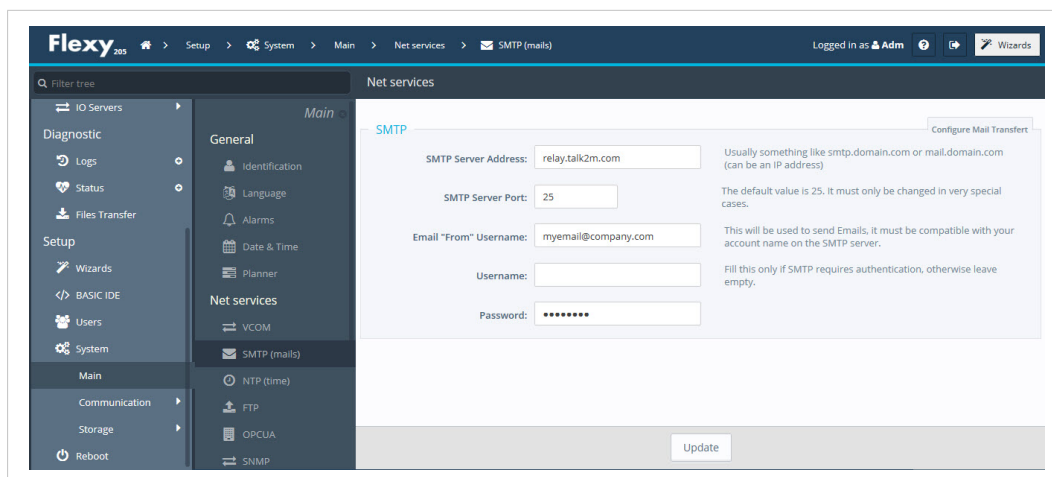 Flexy 205 > Setup > System > Main > Net services > SMTP (mails) Logged in as Adm Wizards
Filter tree
Net services
IO Servers
Diagnostic
Logs
Status
Files Transfer
Setup
Wizards
</> BASIC IDE
Users
System
Main
Communication
Storage
Reboot
Main
General
Identification
Language
Alarms
Date & Time
Planner
Net services
VCOM
SMTP (mails)
NTP (time)
FTP
OPCUA
SNMP
SMTP
Configure Mail Transfert
SMTP Server Address: relay.talk2m.com
Usually something like smtp.domain.com or mail.domain.com
(can be an IP address)
SMTP Server Port: 25
The default value is 25. It must only be changed in very special
cases.
Email "From" Username: myemail@company.com
This will be used to send Emails, it must be compatible with your
account name on the SMTP server.
Username:
Fill this only if SMTP requires authentication, otherwise leave
empty.
Password: ••••••••
Update